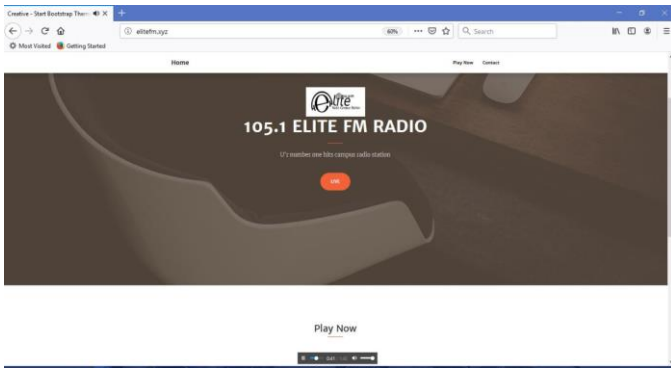 Creative - Start Bootstrap Them
elitefm.xyz
60%
Search
Most Visited
Getting Started
Home
Play Now
Contact
elite
105.1 ELITE FM RADIO
U's number one hits campus radio station
Play Now